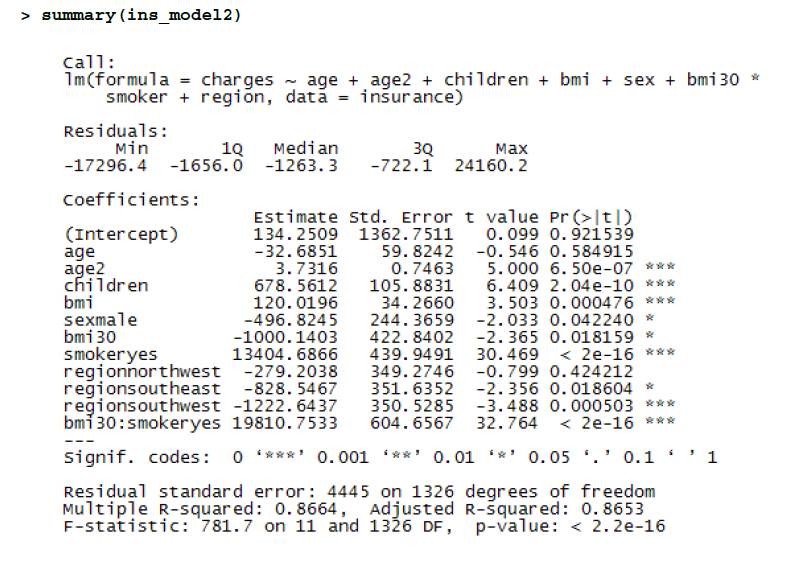 > summary(ins_model2)
Call:
lm(formula = charges ~ age + age2 + children + bmi + sex + bmi30 *
    smoker + region, data = insurance)
Residuals:
     Min       1Q   Median       3Q      Max
-17296.4  -1656.0  -1263.3   -722.1  24160.2
Coefficients:
                  Estimate Std. Error t value Pr(>|t|)
(Intercept)       134.2509  1362.7511   0.099 0.921539
age               -32.6851    59.8242  -0.546 0.584915
age2                3.7316     0.7463   5.000 6.50e-07 ***
children          678.5612   105.8831   6.409 2.04e-10 ***
bmi               120.0196    34.2660   3.503 0.000476 ***
sexmale          -496.8245   244.3659  -2.033 0.042240 *
bmi30           -1000.1403   422.8402  -2.365 0.018159 *
smokeryes       13404.6866   439.9491  30.469  < 2e-16 ***
regionnorthwest  -279.2038   349.2746  -0.799 0.424212
regionsoutheast  -828.5467   351.6352  -2.356 0.018604 *
regionsouthwest -1222.6437   350.5285  -3.488 0.000503 ***
bmi30:smokeryes 19810.7533   604.6567  32.764  < 2e-16 ***
---
Signif. codes:  0 ‘***’ 0.001 ‘**’ 0.01 ‘*’ 0.05 ‘.’ 0.1 ‘ ’ 1
Residual standard error: 4445 on 1326 degrees of freedom
Multiple R-squared: 0.8664,  Adjusted R-squared: 0.8653
F-statistic: 781.7 on 11 and 1326 DF,  p-value: < 2.2e-16